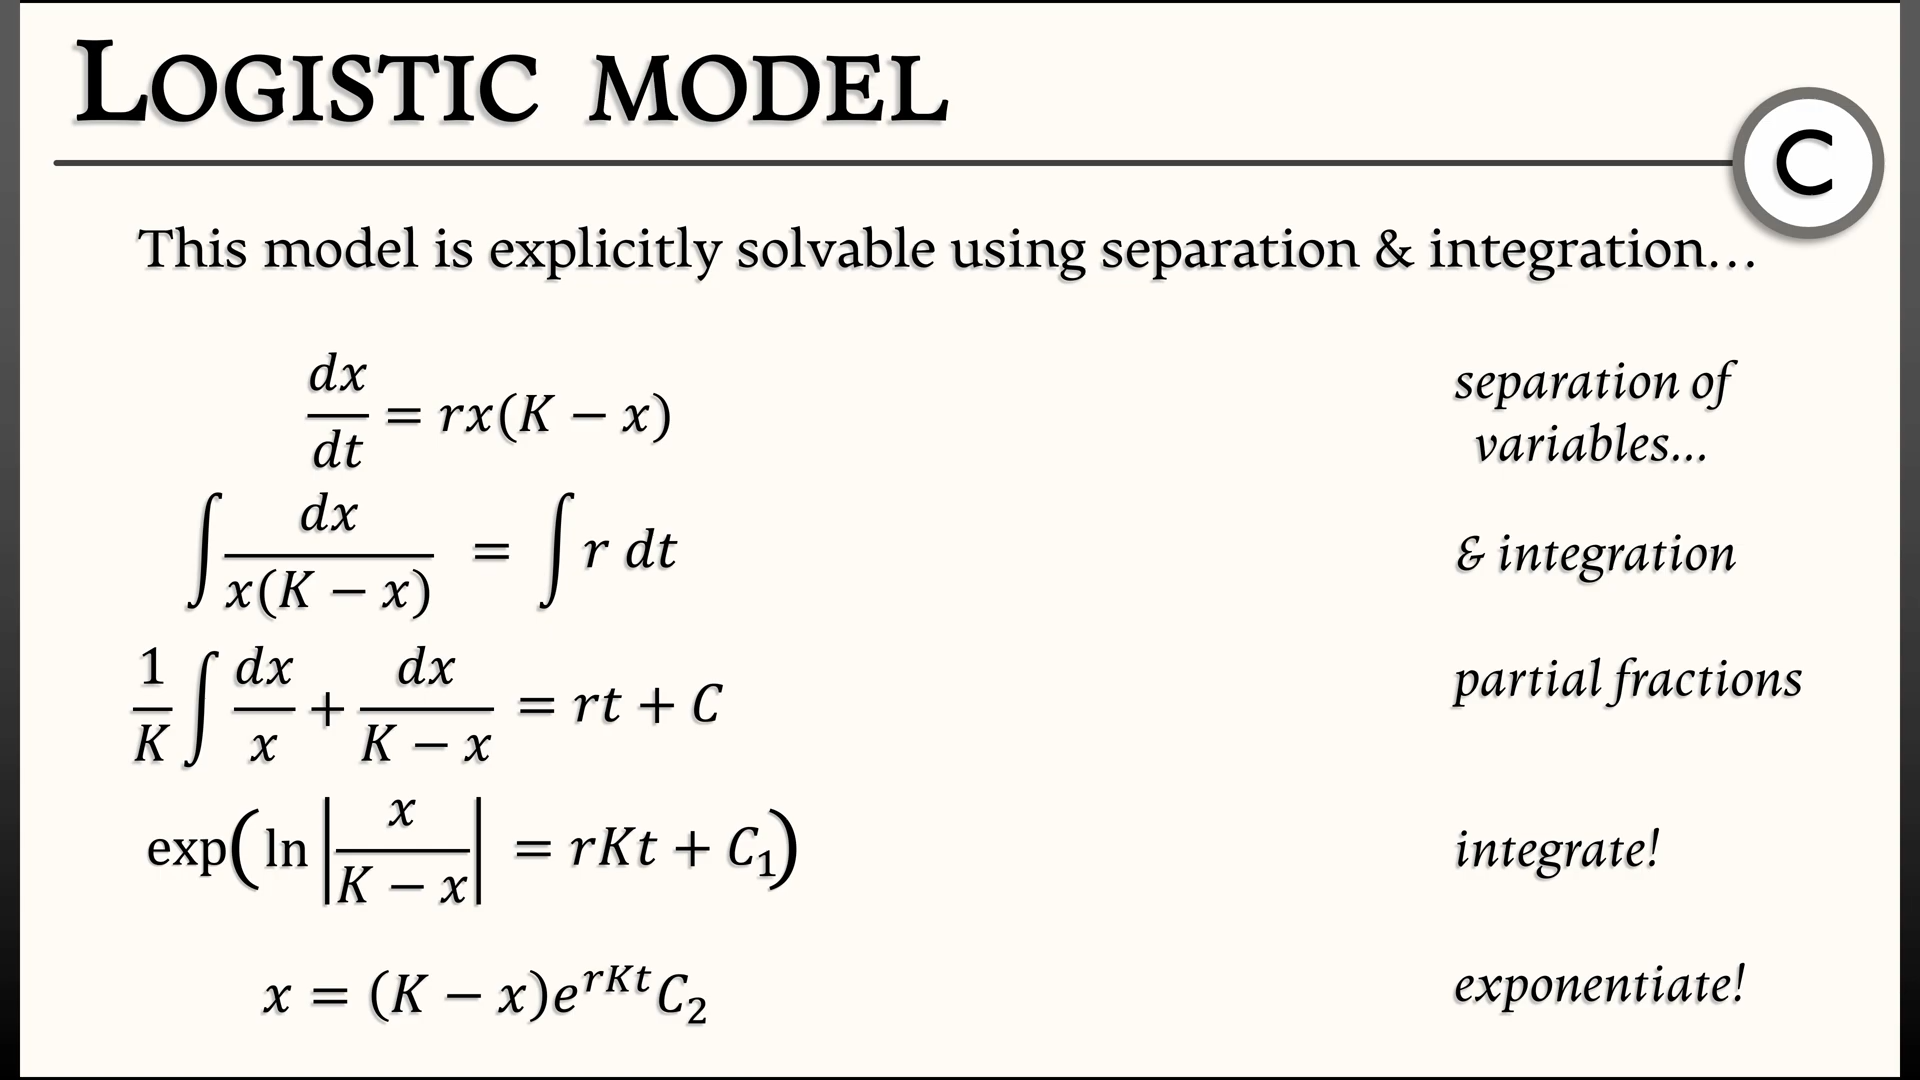 LOGISTIC MODEL
C
This model is explicitly solvable using separation & integration...
dx/dt = rx(K − x)
separation of
variables...
∫ dx/(x(K − x)) = ∫ r dt
& integration
1/K ∫ dx/x + dx/(K − x) = rt + C
partial fractions
exp(ln |x/(K − x)| = rKt + C₁)
integrate!
x = (K − x)e^{rKt}C₂
exponentiate!